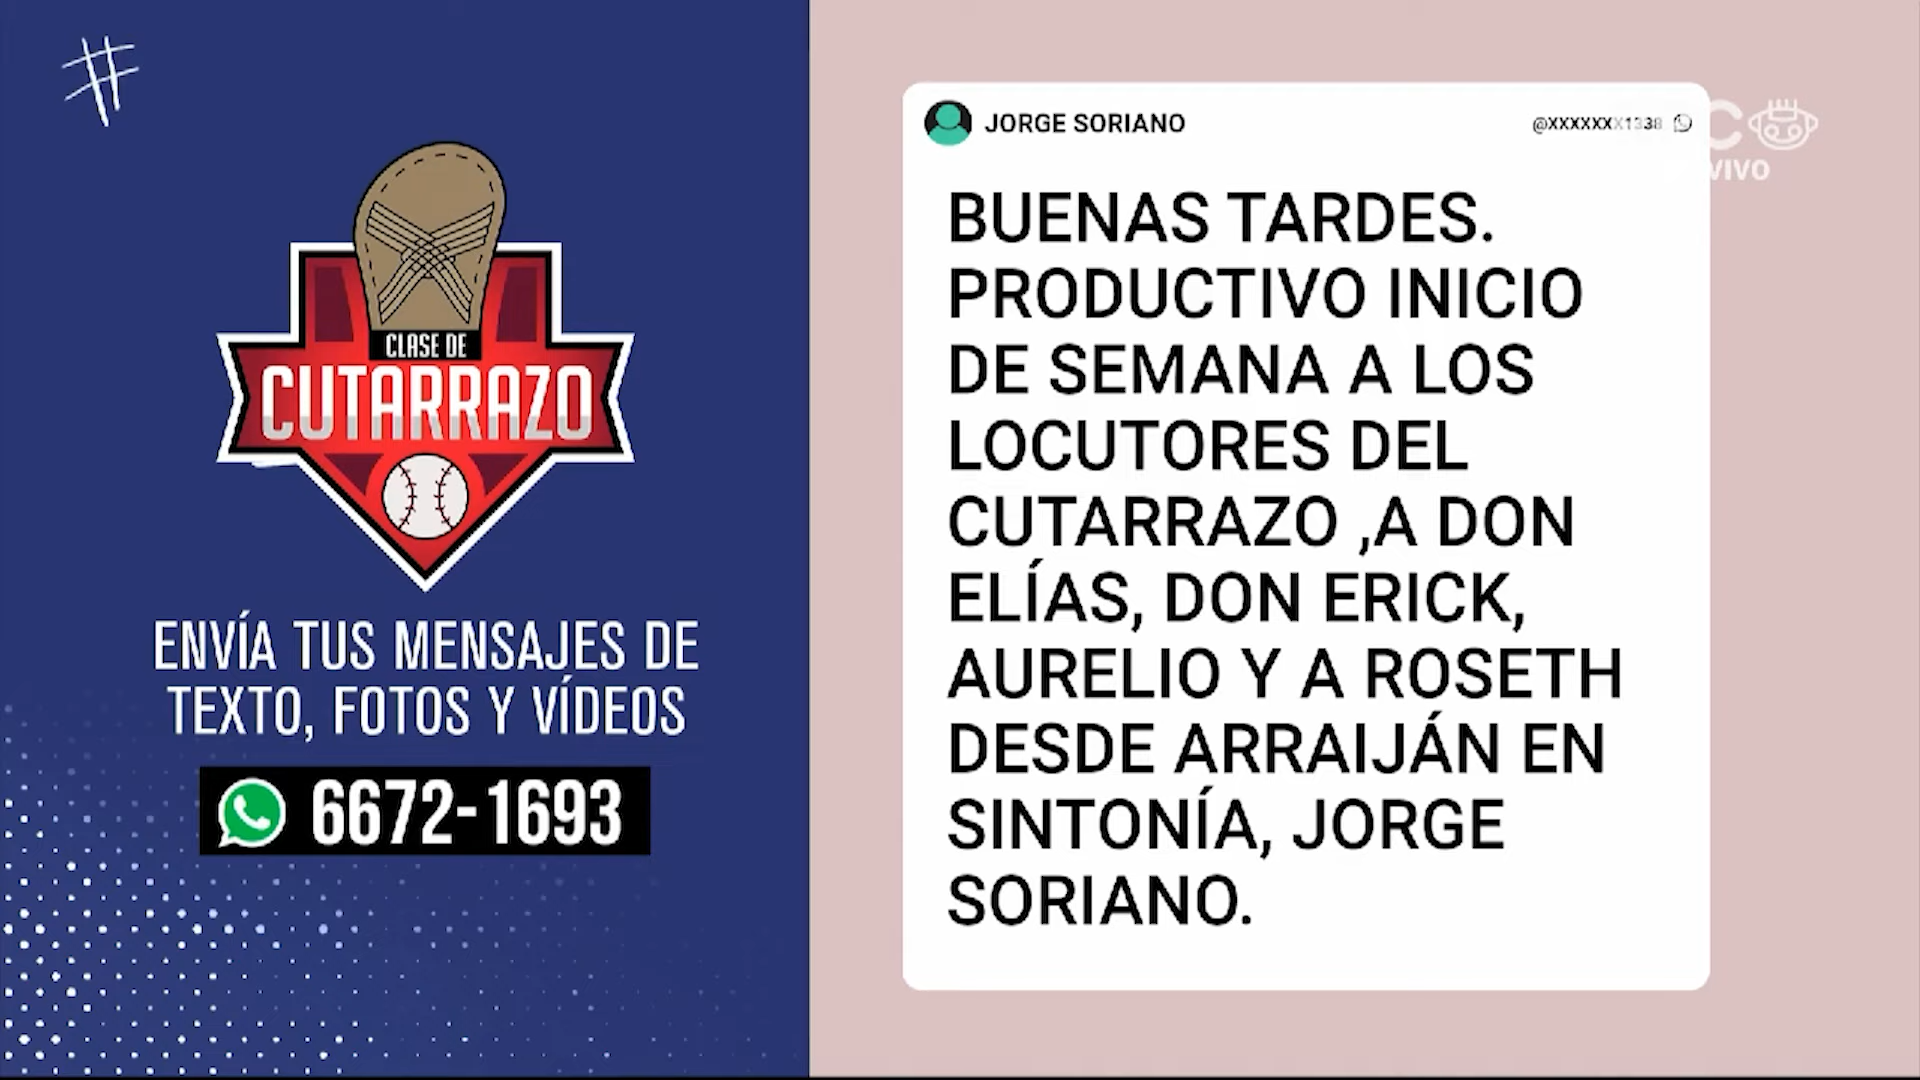 #
CLASE DE
CUTARRAZO
ENVÍA TUS MENSAJES DE
TEXTO, FOTOS Y VÍDEOS
6672-1693
JORGE SORIANO
@XXXXXXX1338
VIVO
BUENAS TARDES.
PRODUCTIVO INICIO
DE SEMANA A LOS
LOCUTORES DEL
CUTARRAZO ,A DON
ELÍAS, DON ERICK,
AURELIO Y A ROSETH
DESDE ARRAIJÁN EN
SINTONÍA, JORGE
SORIANO.